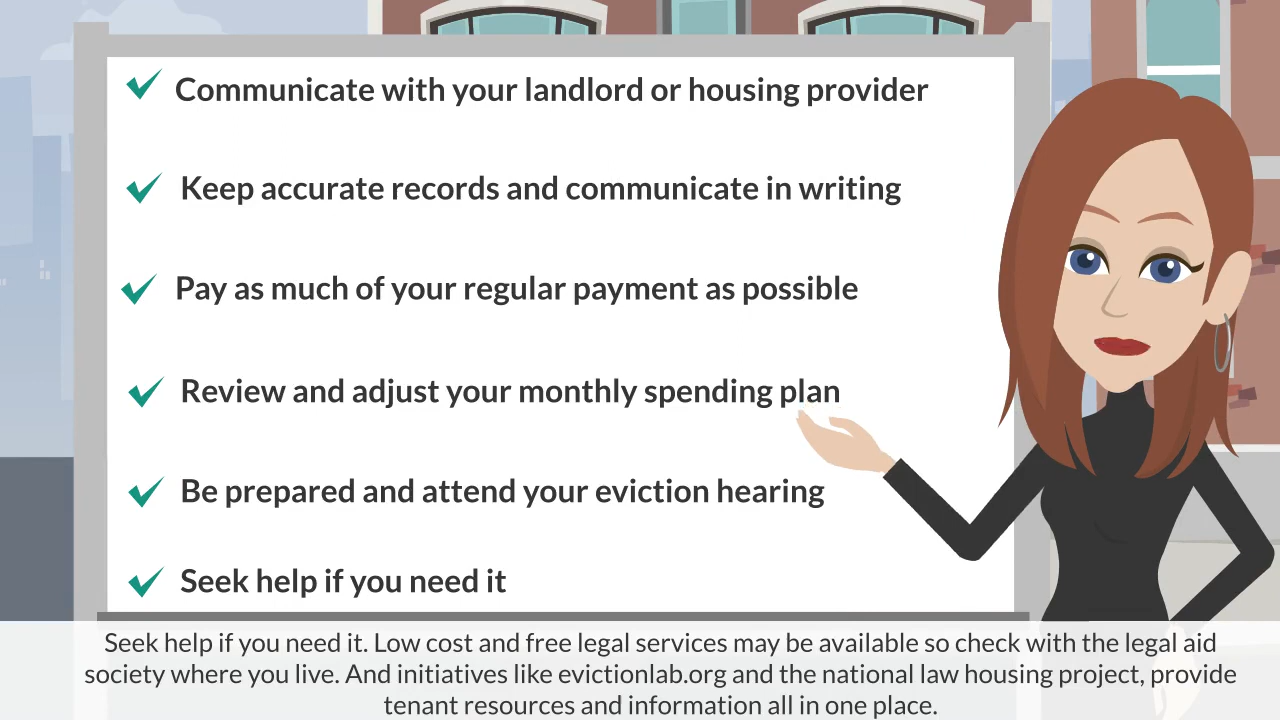 Communicate with your landlord or housing provider
Keep accurate records and communicate in writing
Pay as much of your regular payment as possible
Review and adjust your monthly spending plan
Be prepared and attend your eviction hearing
Seek help if you need it
Seek help if you need it. Low cost and free legal services may be available so check with the legal aid
society where you live. And initiatives like evictionlab.org and the national law housing project, provide
tenant resources and information all in one place.